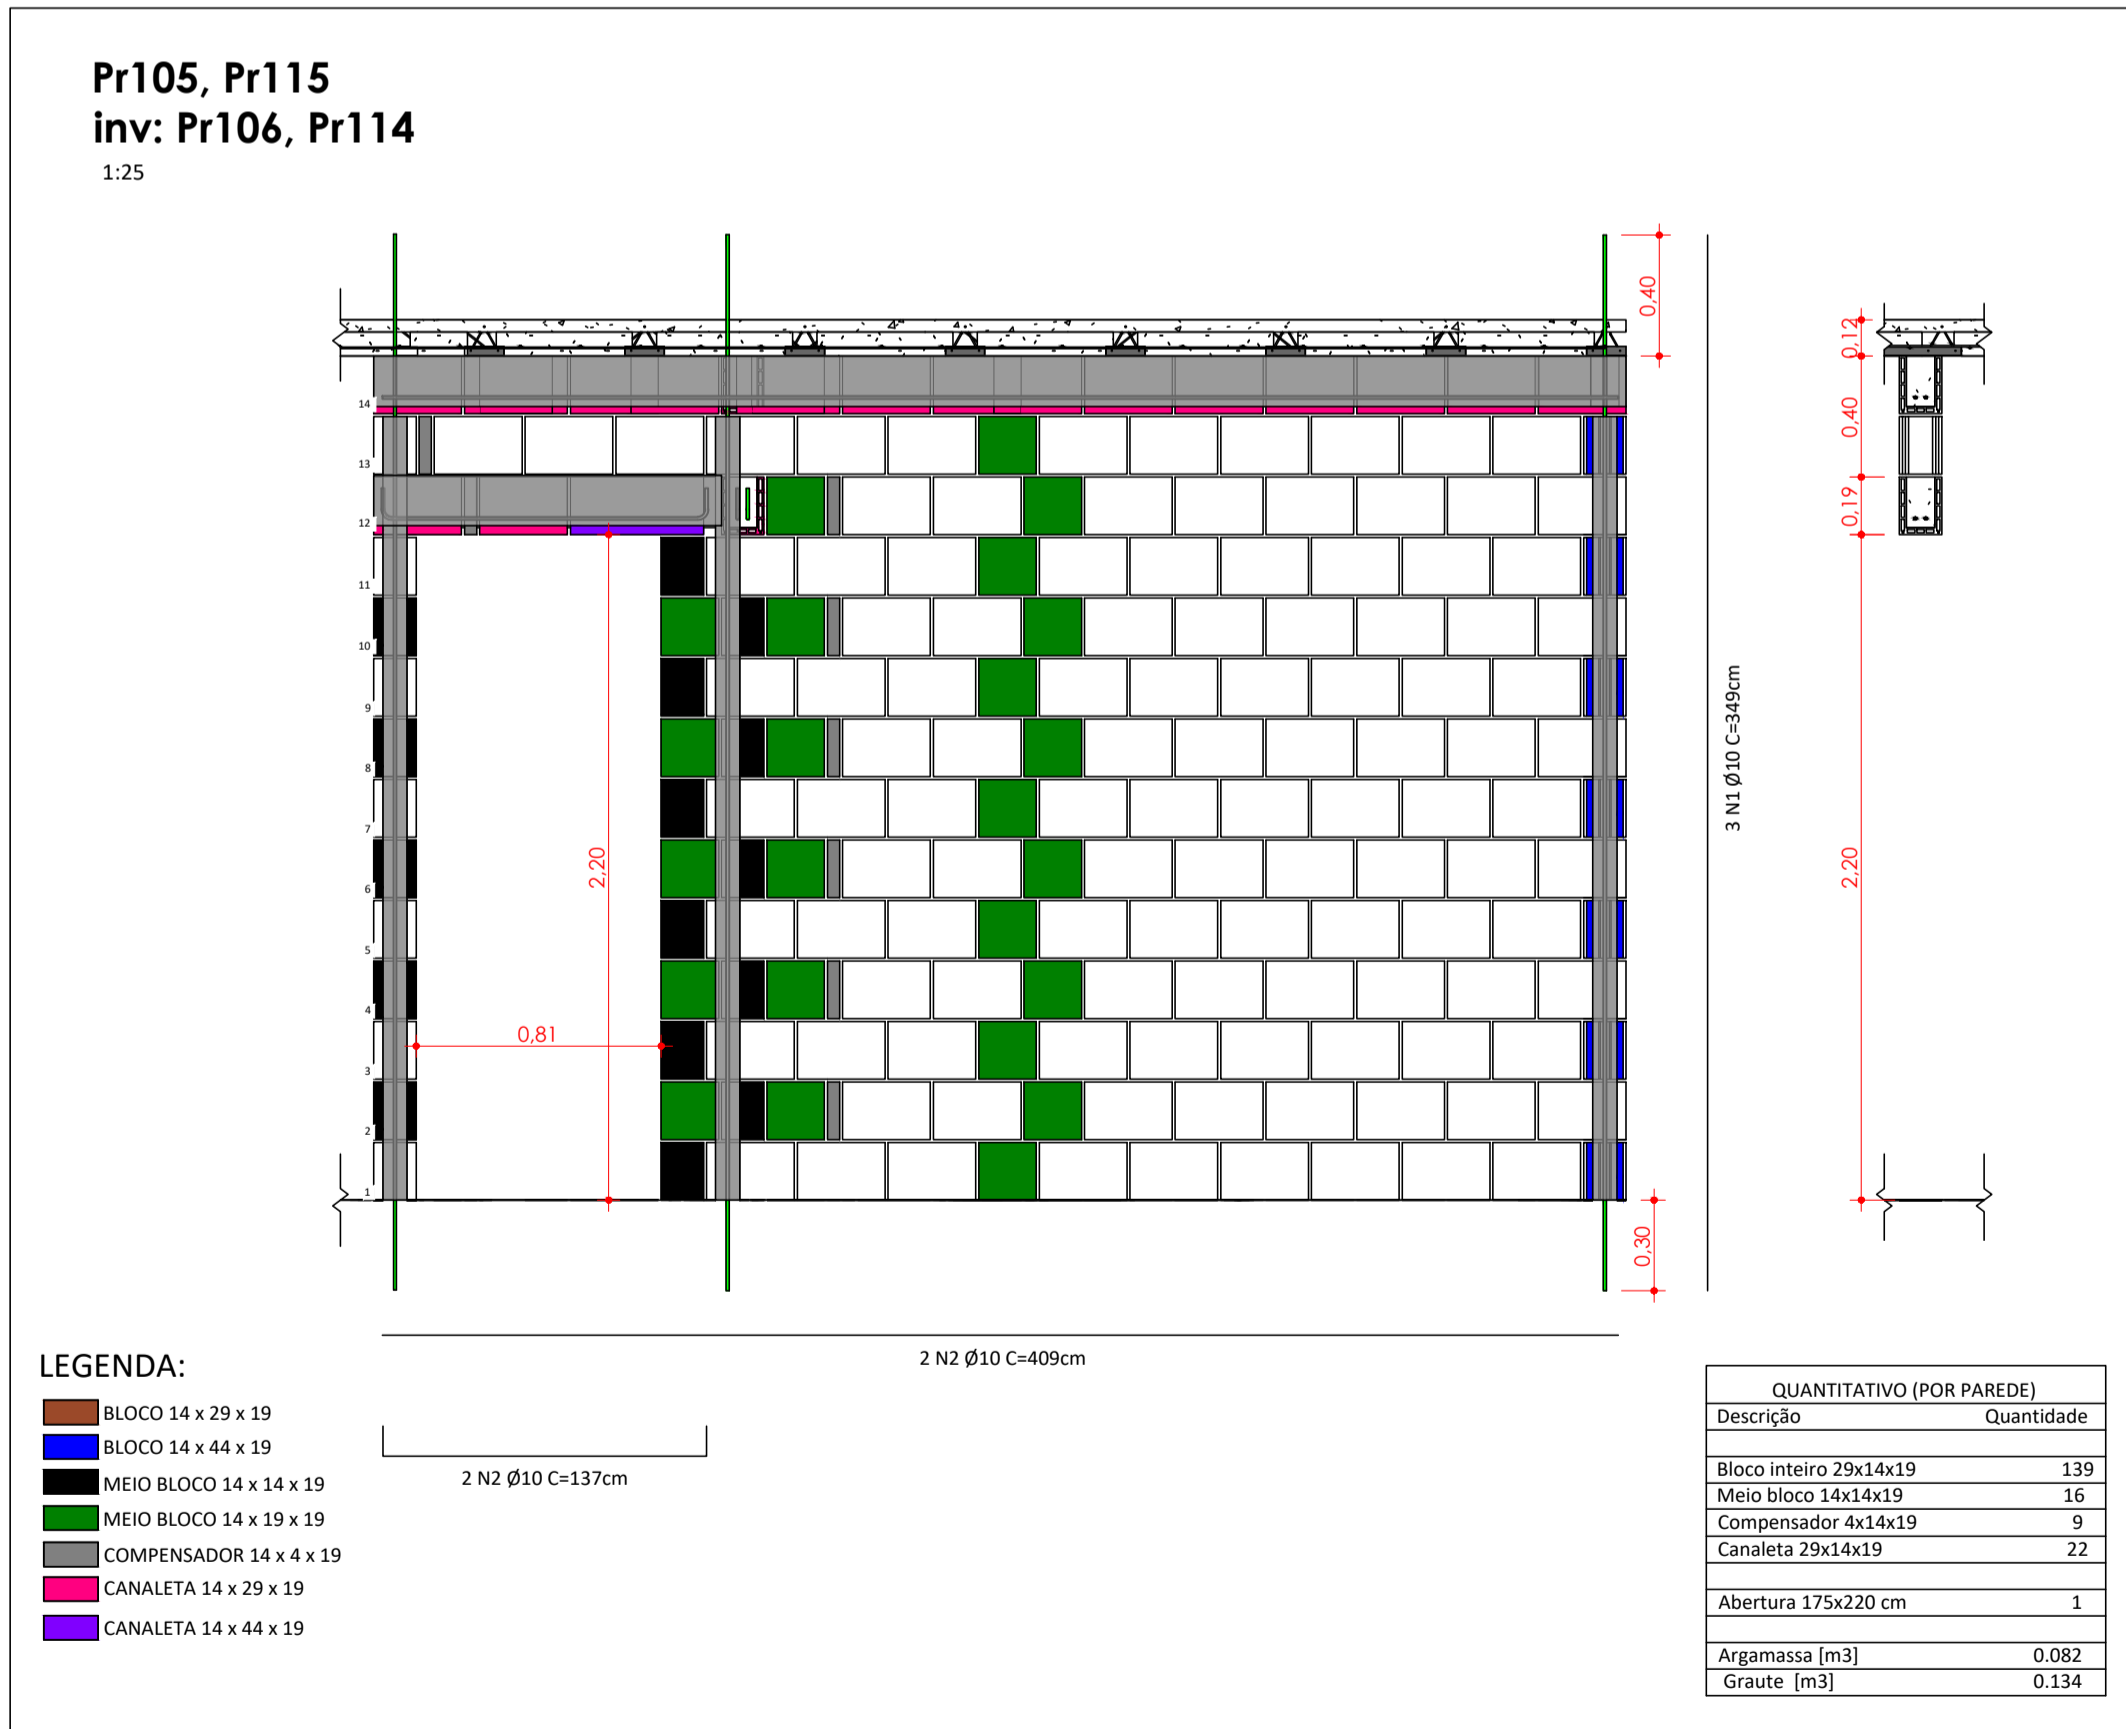 Pr105, Pr115
inv: Pr106, Pr114
1:25
0,40
0,12
0,40
0,19
2,20
14
13
12
11
10
9
8
7
6
5
4
3
2
1
2,20
0,81
3 N1 Ø10 C=349cm
0,30
2 N2 Ø10 C=409cm
2 N2 Ø10 C=137cm
LEGENDA:
BLOCO 14 x 29 x 19
BLOCO 14 x 44 x 19
MEIO BLOCO 14 x 14 x 19
MEIO BLOCO 14 x 19 x 19
COMPENSADOR 14 x 4 x 19
CANALETA 14 x 29 x 19
CANALETA 14 x 44 x 19
QUANTITATIVO (POR PAREDE)
Descrição Quantidade
Bloco inteiro 29x14x19 139
Meio bloco 14x14x19 16
Compensador 4x14x19 9
Canaleta 29x14x19 22
Abertura 175x220 cm 1
Argamassa [m3] 0.082
Graute [m3] 0.134